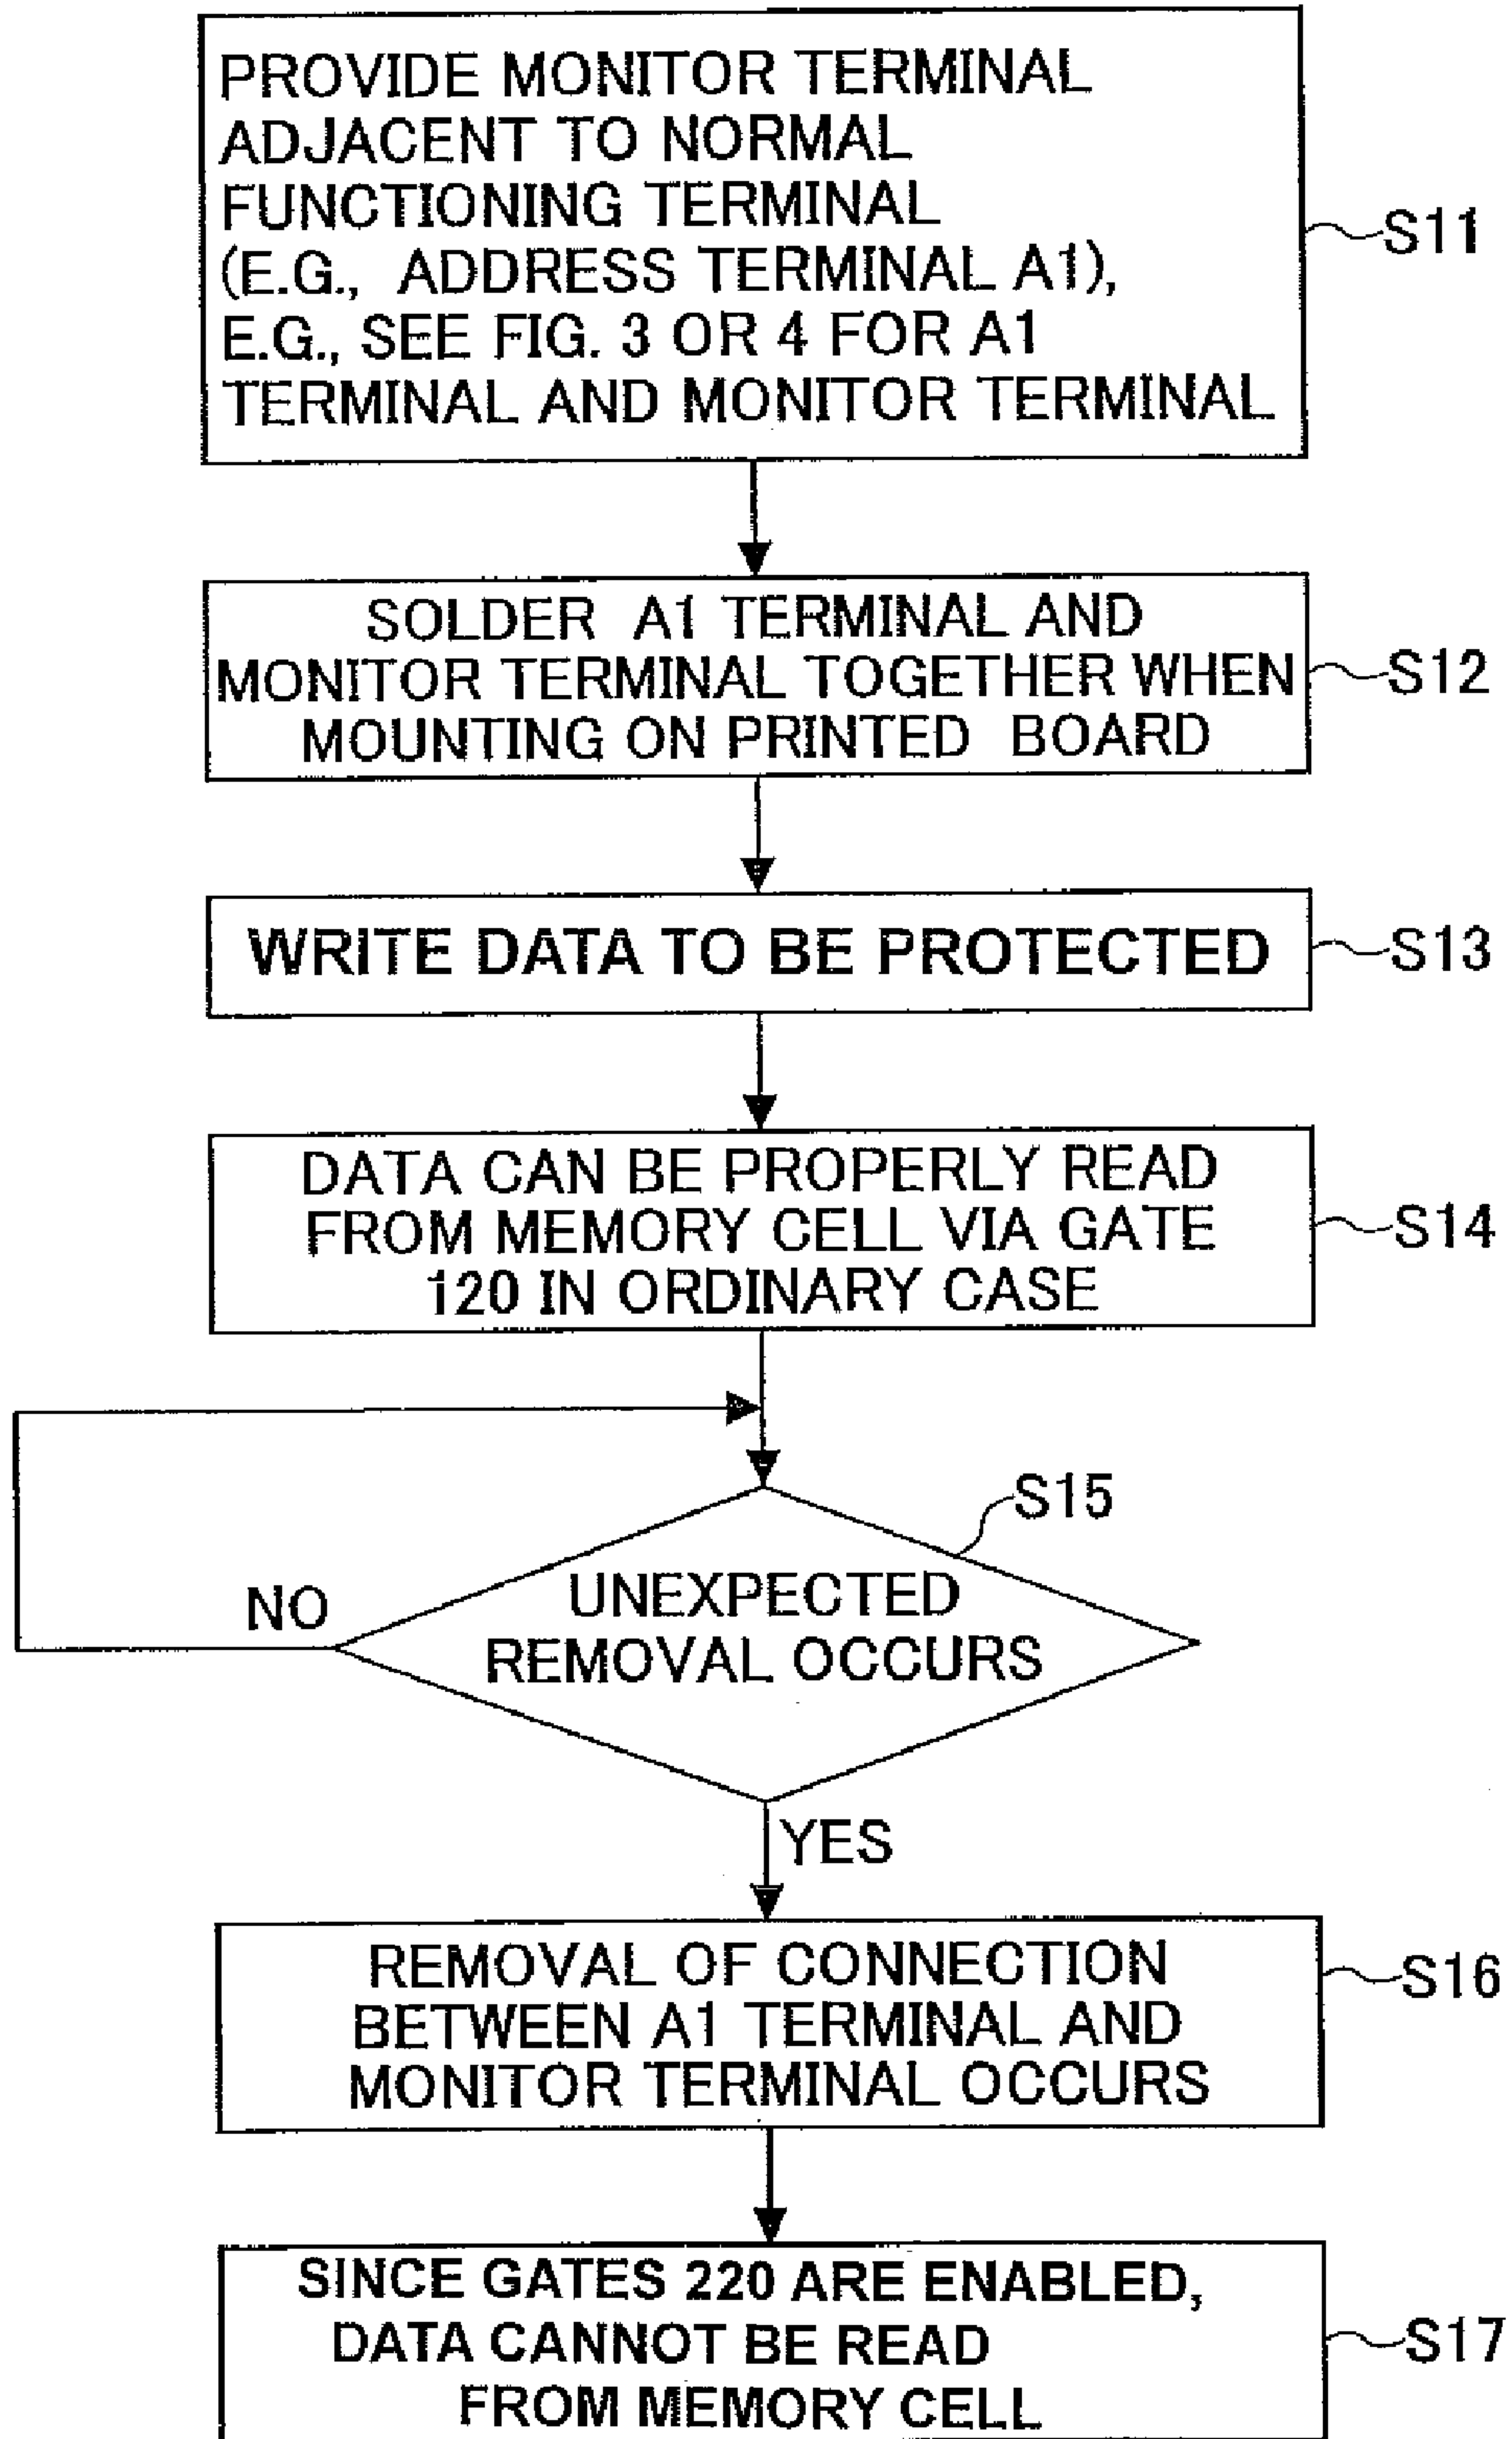 PROVIDE MONITOR TERMINAL
ADJACENT TO NORMAL
FUNCTIONING TERMINAL
(E.G., ADDRESS TERMINAL A1),
E.G., SEE FIG. 3 OR 4 FOR A1
TERMINAL AND MONITOR TERMINAL
S11
SOLDER A1 TERMINAL AND
MONITOR TERMINAL TOGETHER WHEN
MOUNTING ON PRINTED BOARD
S12
WRITE DATA TO BE PROTECTED
S13
DATA CAN BE PROPERLY READ
FROM MEMORY CELL VIA GATE
120 IN ORDINARY CASE
S14
S15
UNEXPECTED
REMOVAL OCCURS
NO
YES
REMOVAL OF CONNECTION
BETWEEN A1 TERMINAL AND
MONITOR TERMINAL OCCURS
S16
SINCE GATES 220 ARE ENABLED,
DATA CANNOT BE READ
FROM MEMORY CELL
S17